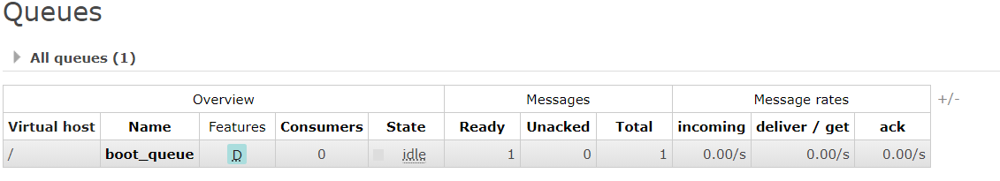 Queues
All queues (1)
Overview Messages Message rates +/-
Virtual host Name Features Consumers State Ready Unacked Total incoming deliver / get ack
/ boot_queue D 0 idle 1 0 1 0.00/s 0.00/s 0.00/s